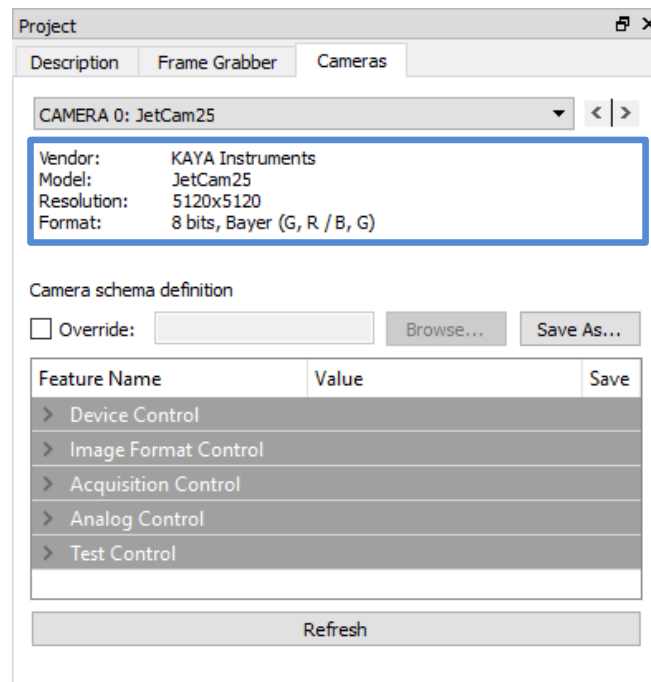 Project
Description Frame Grabber Cameras
CAMERA 0: JetCam25
Vendor: KAYA Instruments
Model: JetCam25
Resolution: 5120x5120
Format: 8 bits, Bayer (G, R / B, G)
Camera schema definition
Override: Browse... Save As...
Feature Name Value Save
Device Control
Image Format Control
Acquisition Control
Analog Control
Test Control
Refresh